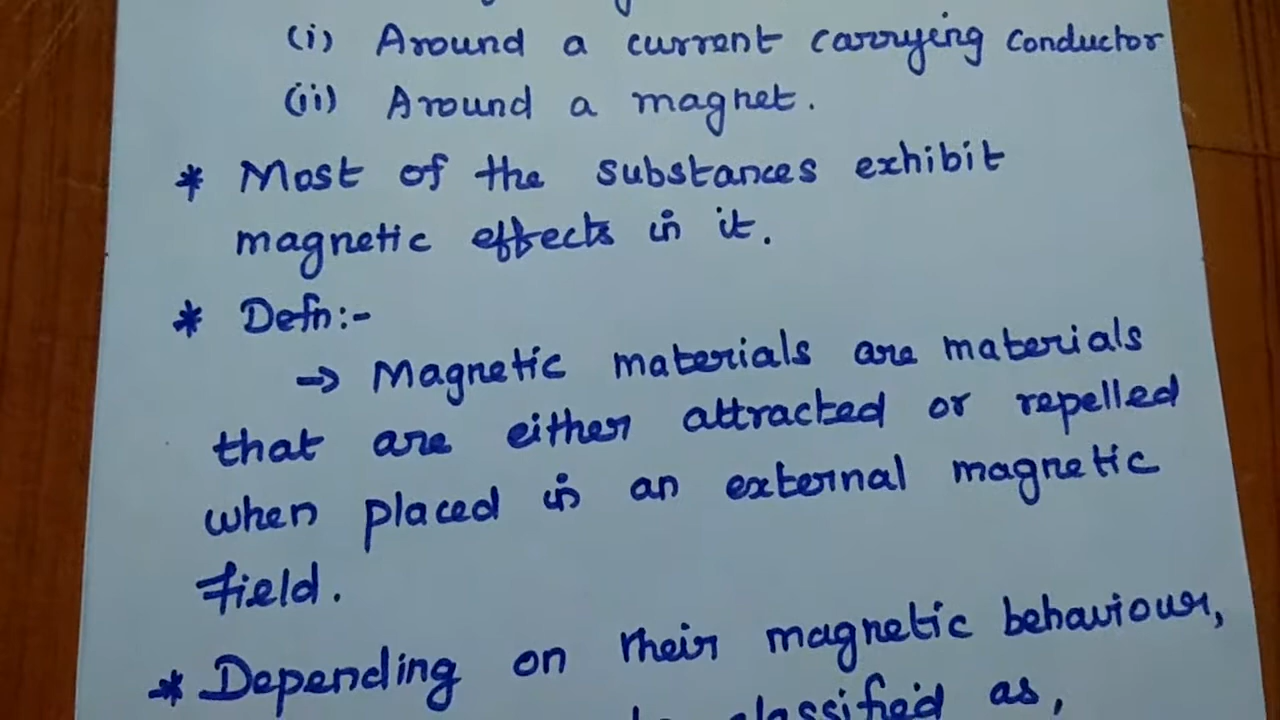 (i) Around a current carrying conductor
(ii) Around a magnet.
* Most of the substances exhibit
magnetic effects in it.
* Defn:-
→ Magnetic materials are materials
that are either attracted or repelled
when placed in an external magnetic
field.
* Depending on their magnetic behaviour,
classified as,